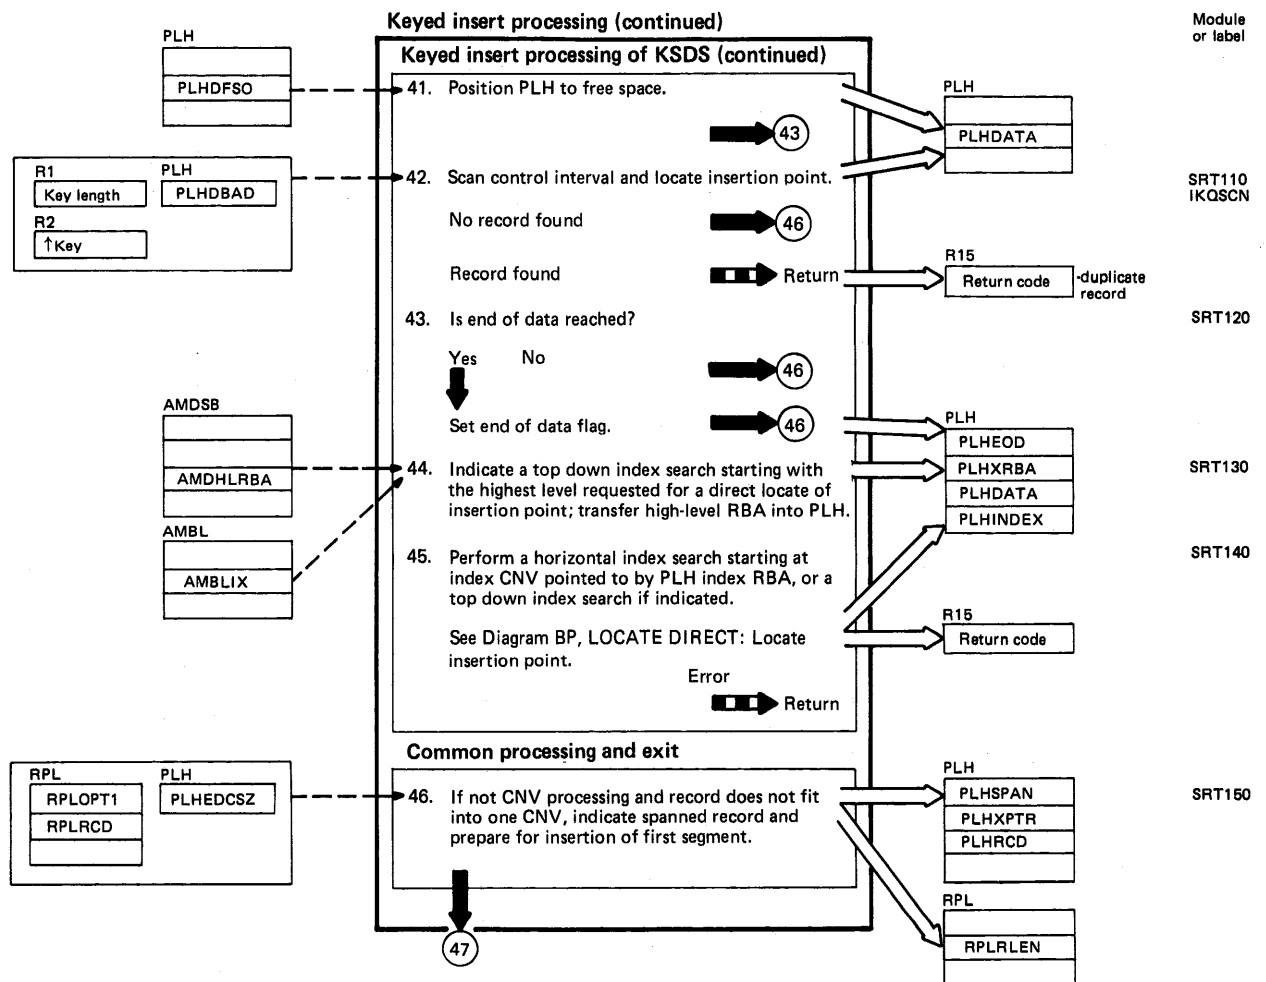 Keyed insert processing (continued)
Module
or label
Keyed insert processing of KSDS (continued)
PLH
PLHDFSO
41. Position PLH to free space.
43
PLH
PLHDATA
R1
Key length
PLH
PLHDBAD
R2
↑Key
42. Scan control interval and locate insertion point.
SRT110
IKQSCN
No record found
46
Record found
Return
R15
Return code
-duplicate
record
43. Is end of data reached?
SRT120
Yes No
46
Set end of data flag.
46
AMDSB
AMDHLRBA
AMBL
AMBLIX
PLH
PLHEOD
PLHXRBA
PLHDATA
PLHINDEX
44. Indicate a top down index search starting with
the highest level requested for a direct locate of
insertion point; transfer high-level RBA into PLH.
SRT130
45. Perform a horizontal index search starting at
index CNV pointed to by PLH index RBA, or a
top down index search if indicated.
SRT140
See Diagram BP, LOCATE DIRECT: Locate
insertion point.
R15
Return code
Error
Return
Common processing and exit
RPL
RPLOPT1
RPLRCD
PLH
PLHEDCSZ
46. If not CNV processing and record does not fit
into one CNV, indicate spanned record and
prepare for insertion of first segment.
PLH
PLHSPAN
PLHXPTR
PLHRCD
SRT150
RPL
RPLRLEN
47